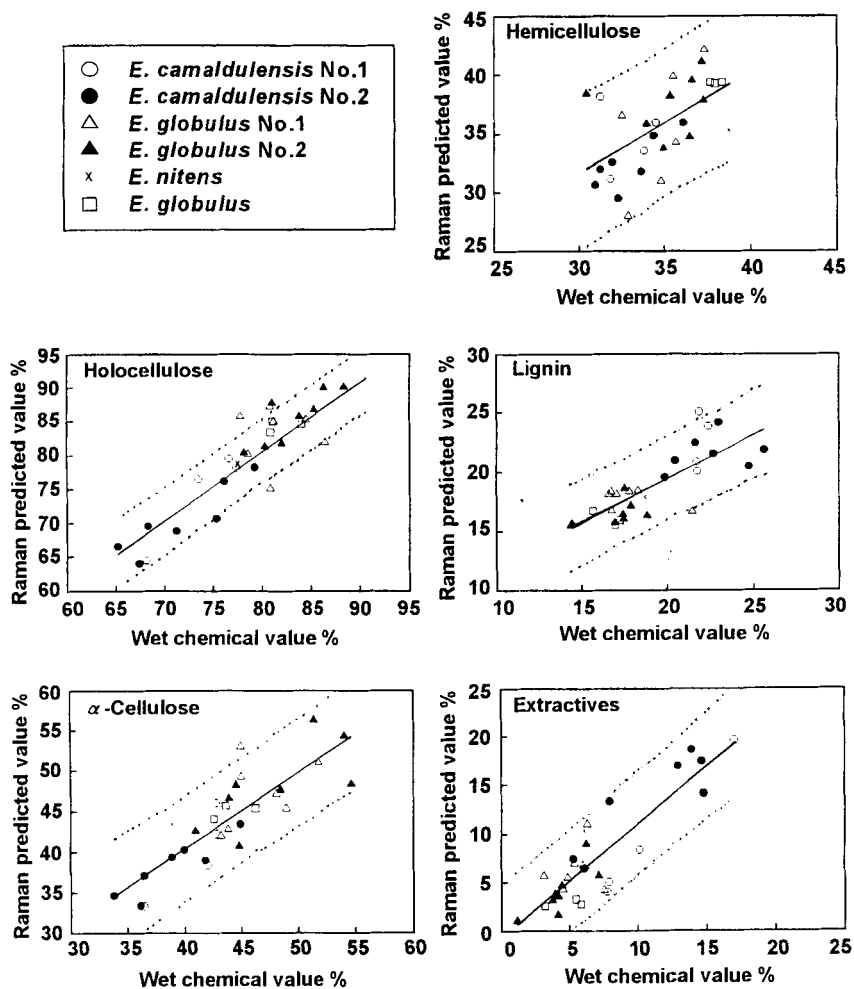 E. camaldulensis No.1
E. camaldulensis No.2
E. globulus No.1
E. globulus No.2
E. nitens
E. globulus
Hemicellulose
Raman predicted value %
45
40
35
30
25
25 30 35 40 45
Wet chemical value %
Holocellulose
Raman predicted value %
95
90
85
80
75
70
65
60
60 65 70 75 80 85 90 95
Wet chemical value %
Lignin
Raman predicted value %
30
25
20
15
10
10 15 20 25 30
Wet chemical value %
α-Cellulose
Raman predicted value %
60
55
50
45
40
35
30
30 35 40 45 50 55 60
Wet chemical value %
Extractives
Raman predicted value %
25
20
15
10
5
0
0 5 10 15 20 25
Wet chemical value %